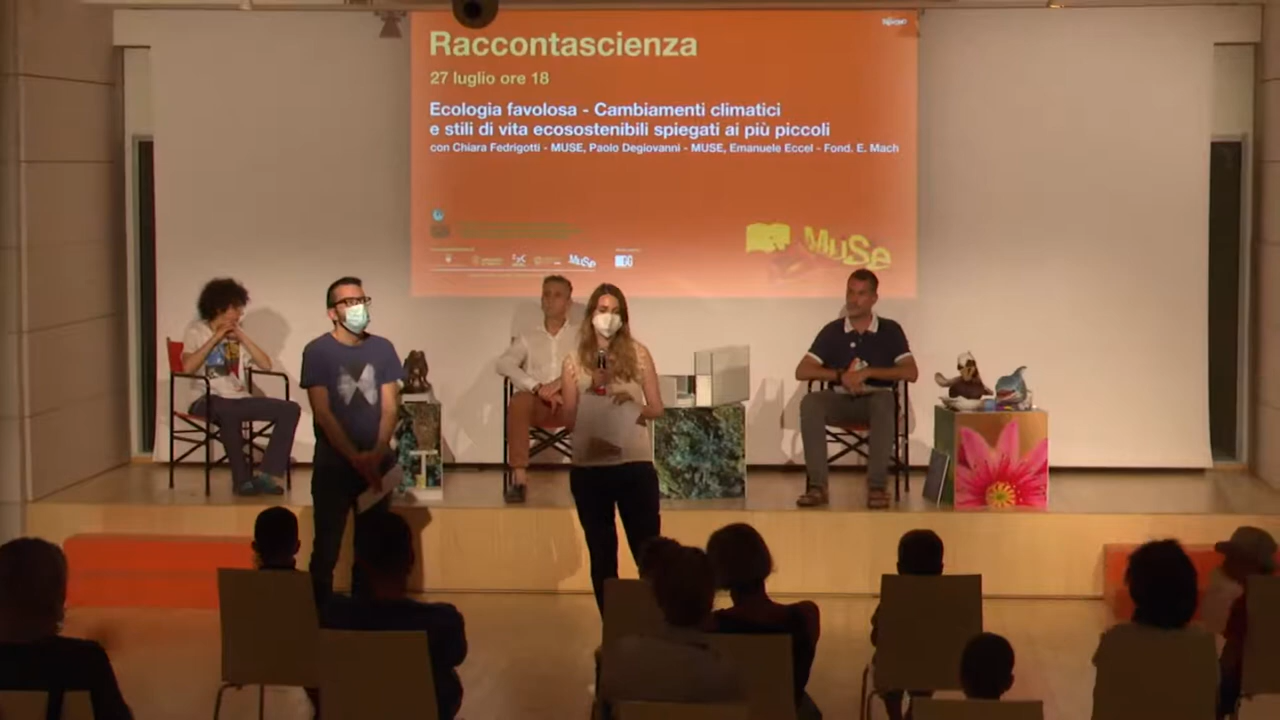 Raccontascienza
27 luglio ore 18
Ecologia favolosa - Cambiamenti climatici
e stili di vita ecosostenibili spiegati ai più piccoli
con Chiara Fedrigotti - MUSE, Paolo Degiovanni - MUSE, Emanuele Eccel - Fond. E. Mach
MUSe
MUSe